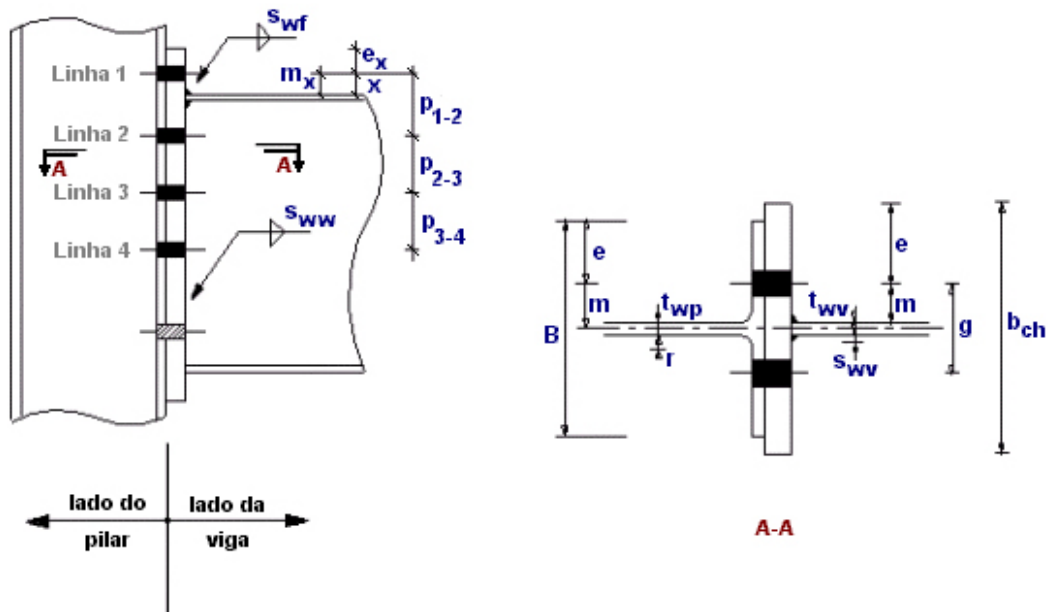 s_wf
Linha 1
e_x
m_x
x
p_1-2
Linha 2
A A
p_2-3
Linha 3
s_ww
p_3-4
Linha 4
e e
t_wp t_wv
m m
B g b_ch
r
s_wv
lado do lado da
pilar viga
A-A